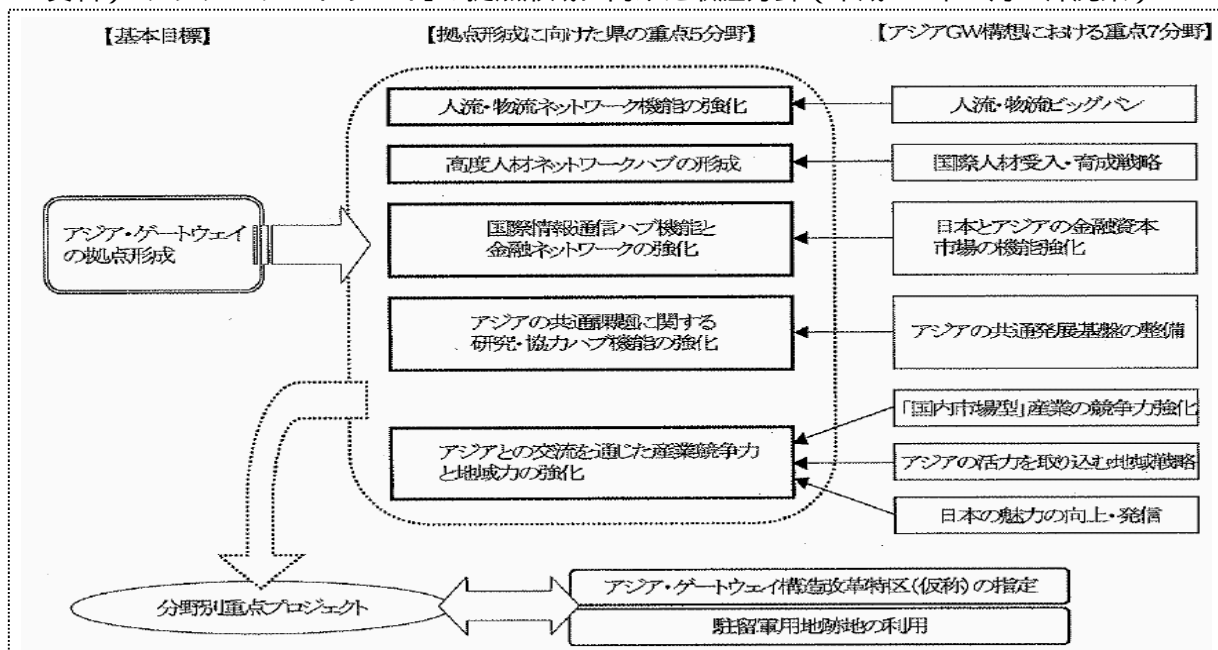 【基本目標】
【拠点形成に向けた県の重点5分野】
【アジアGW構想における重点7分野】
人流・物流ネットワーク機能の強化
人流・物流ビッグバン
高度人材ネットワークハブの形成
国際人材受入・育成戦略
アジア・ゲートウェイ
の拠点形成
国際情報通信ハブ機能と
金融ネットワークの強化
日本とアジアの金融資本
市場の機能強化
アジアの共通課題に関する
研究・協力ハブ機能の強化
アジアの共通発展基盤の整備
アジアとの交流を通じた産業競争力
と地域力の強化
「国内市場型」産業の競争力強化
アジアの活力を取り込む地域戦略
日本の魅力の向上・発信
分野別重点プロジェクト
アジア・ゲートウェイ構造改革特区(仮称)の指定
駐留軍用地跡地の利用